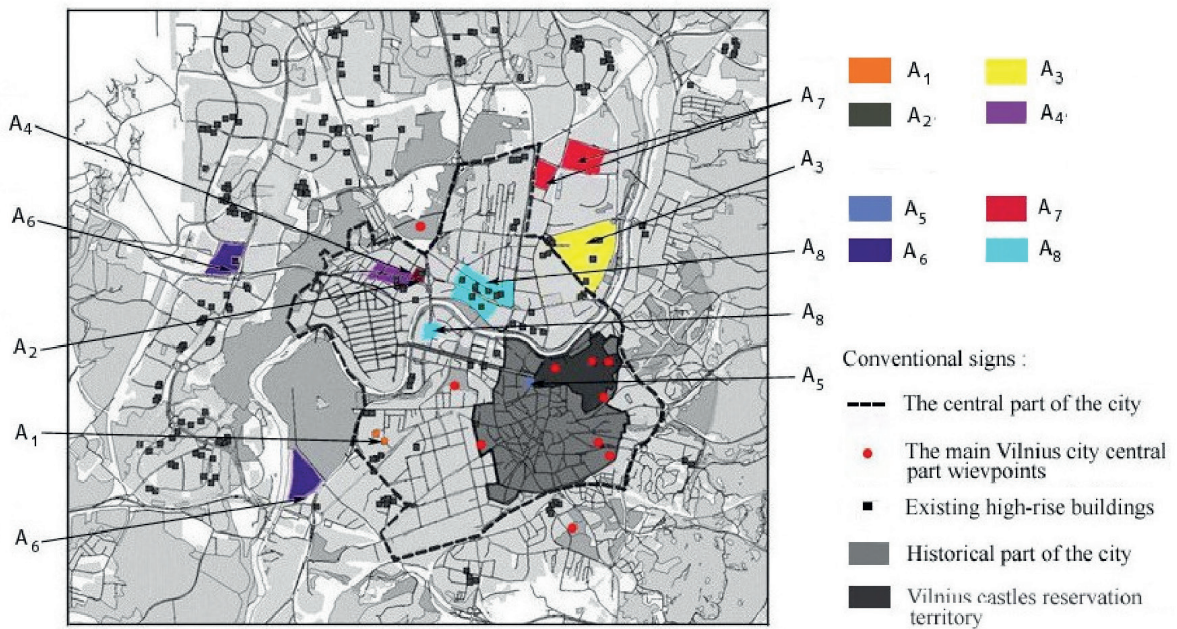 A4
A6
A2
A1
A6
A7
A3
A8
A8
A5
A1 A3
A2. A4.
A5 A7
A6 A8
Conventional signs :
The central part of the city
The main Vilnius city central
part wievpoints
Existing high-rise buildings
Historical part of the city
Vilnius castles reservation
territory